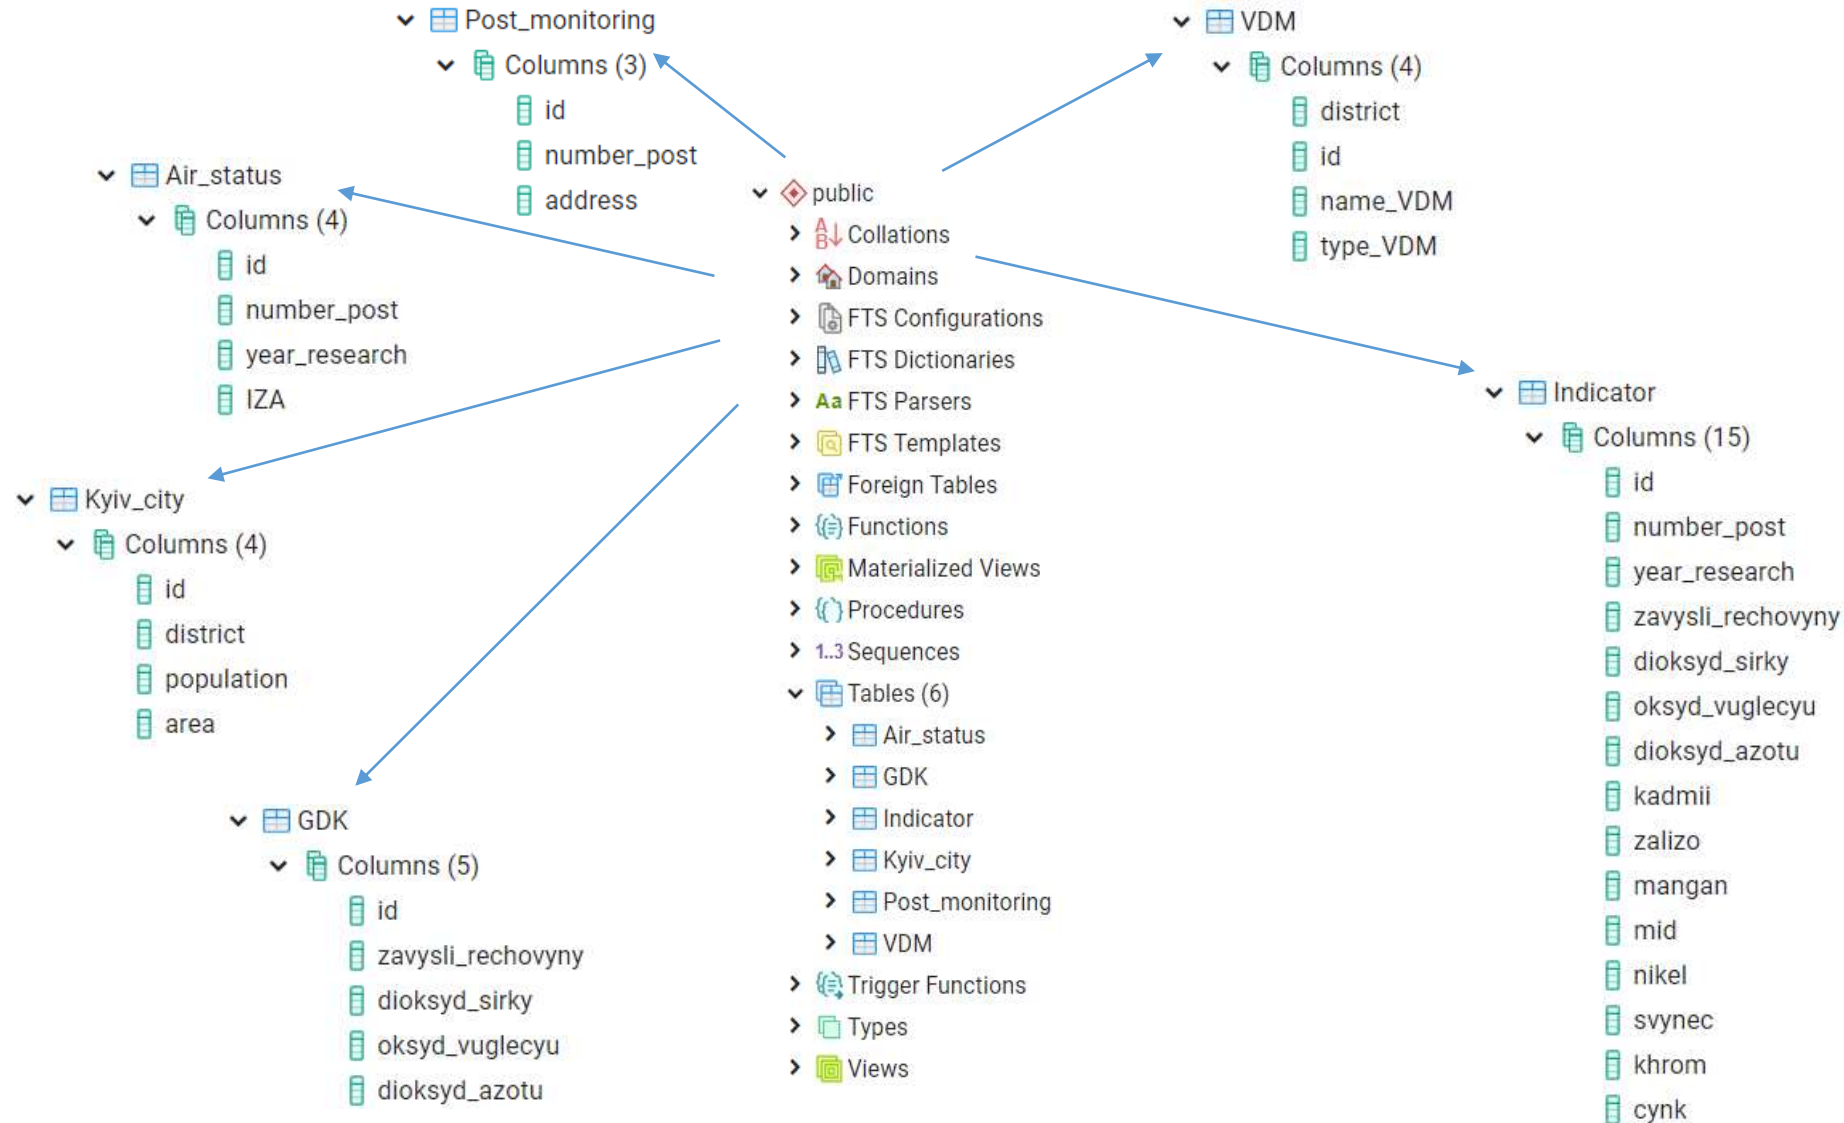 Post_monitoring
Columns (3)
id
number_post
address
VDM
Columns (4)
district
id
name_VDM
type_VDM
Air_status
Columns (4)
id
number_post
year_research
IZA
public
Collations
Domains
FTS Configurations
FTS Dictionaries
Aa FTS Parsers
FTS Templates
Foreign Tables
Functions
Materialized Views
Procedures
1..3 Sequences
Tables (6)
Air_status
GDK
Indicator
Kyiv_city
Post_monitoring
VDM
Trigger Functions
Types
Views
Kyiv_city
Columns (4)
id
district
population
area
GDK
Columns (5)
id
zavysli_rechovyny
dioksyd_sirky
oksyd_vuglecyu
dioksyd_azotu
Indicator
Columns (15)
id
number_post
year_research
zavysli_rechovyny
dioksyd_sirky
oksyd_vuglecyu
dioksyd_azotu
kadmii
zalizo
mangan
mid
nikel
svynec
khrom
cynk